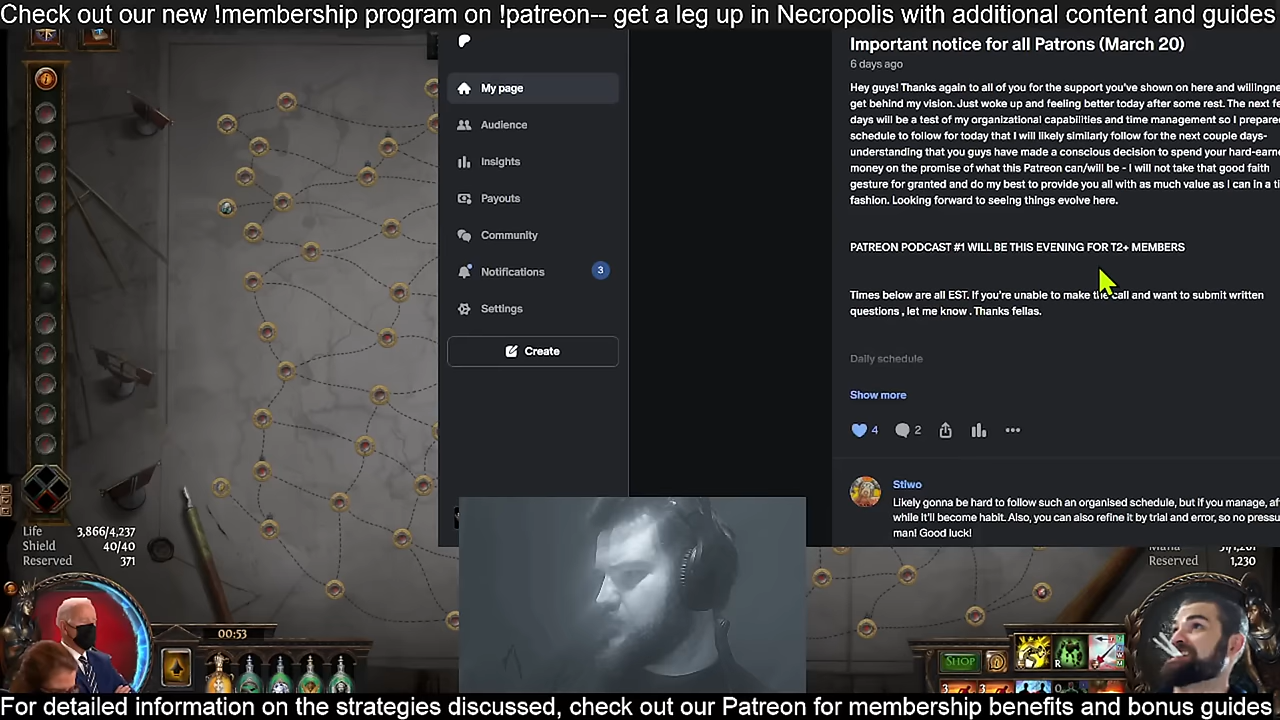 Check out our new !membership program on !patreon-- get a leg up in Necropolis with additional content and guides
My page
Audience
Insights
Payouts
Community
Notifications
3
Settings
Create
Important notice for all Patrons (March 20)
6 days ago
Hey guys! Thanks again to all of you for the support you've shown on here and
get behind my vision. Just woke up and feeling better today after some rest. The next
days will be a test of my organizational capabilities and time management so I
schedule to follow for today that I will likely similarly follow for the next couple days-
understanding that you guys have made a conscious decision to spend your
money on the promise of what this Patreon can/will be - I will not take that good faith
gesture for granted and do my best to provide you all with as much value as I can in a
fashion. Looking forward to seeing things evolve here.
PATREON PODCAST #1 WILL BE THIS EVENING FOR T2+ MEMBERS
Times below are all EST. If you're unable to make the call and want to submit written
questions , let me know . Thanks fellas.
Daily schedule
Show more
4
2
Stiwo
Likely gonna be hard to follow such an organised schedule, but if you manage,
while it'll become habit. Also, you can also refine it by trial and error, so no
man! Good luck!
Life 3,866/4,237
Shield 40/40
Reserved 371
Reserved 1,230
00:53
SHOP
R
For detailed information on the strategies discussed, check out our Patreon for membership benefits and bonus guides